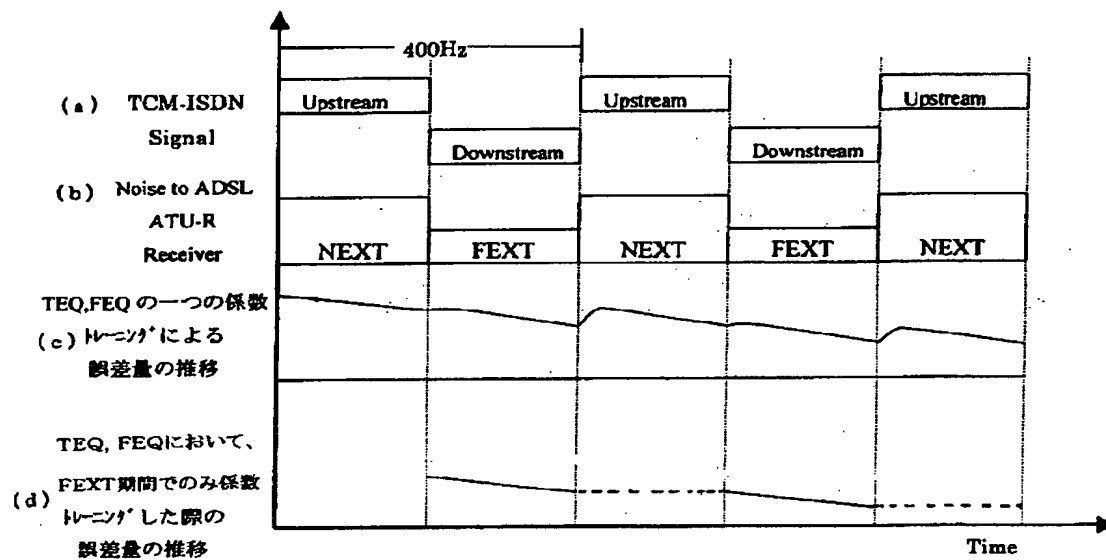 400Hz
(a) TCM-ISDN
Signal
Upstream
Upstream
Upstream
Downstream
Downstream
(b) Noise to ADSL
ATU-R
Receiver
NEXT
FEXT
NEXT
FEXT
NEXT
TEQ,FEQ の一つの係数
(c) ﾄﾚｰﾆﾝｸﾞによる
誤差量の推移
TEQ, FEQにおいて、
(d) FEXT期間でのみ係数
ﾄﾚｰﾆﾝｸﾞした際の
誤差量の推移
Time